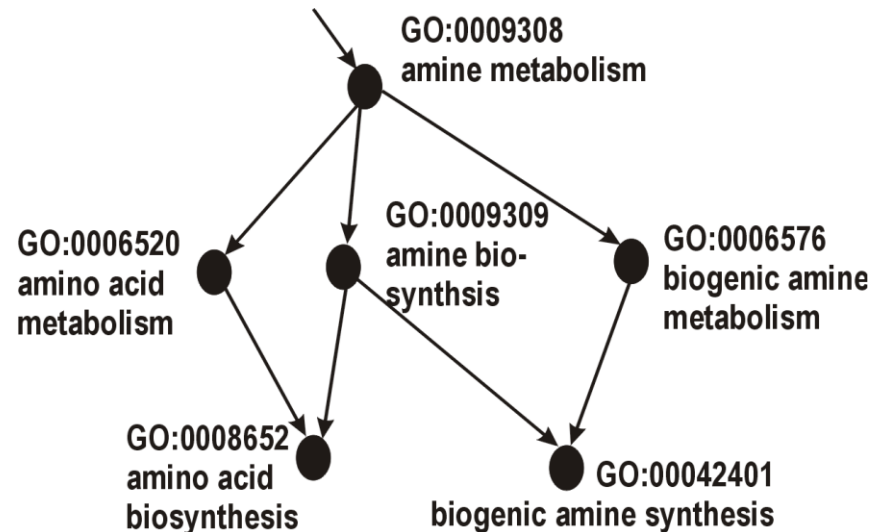 GO:0009308
amine metabolism
GO:0009309
amine bio-
synthsis
GO:0006520
amino acid
metabolism
GO:0006576
biogenic amine
metabolism
GO:0008652
amino acid
biosynthesis
GO:00042401
biogenic amine synthesis